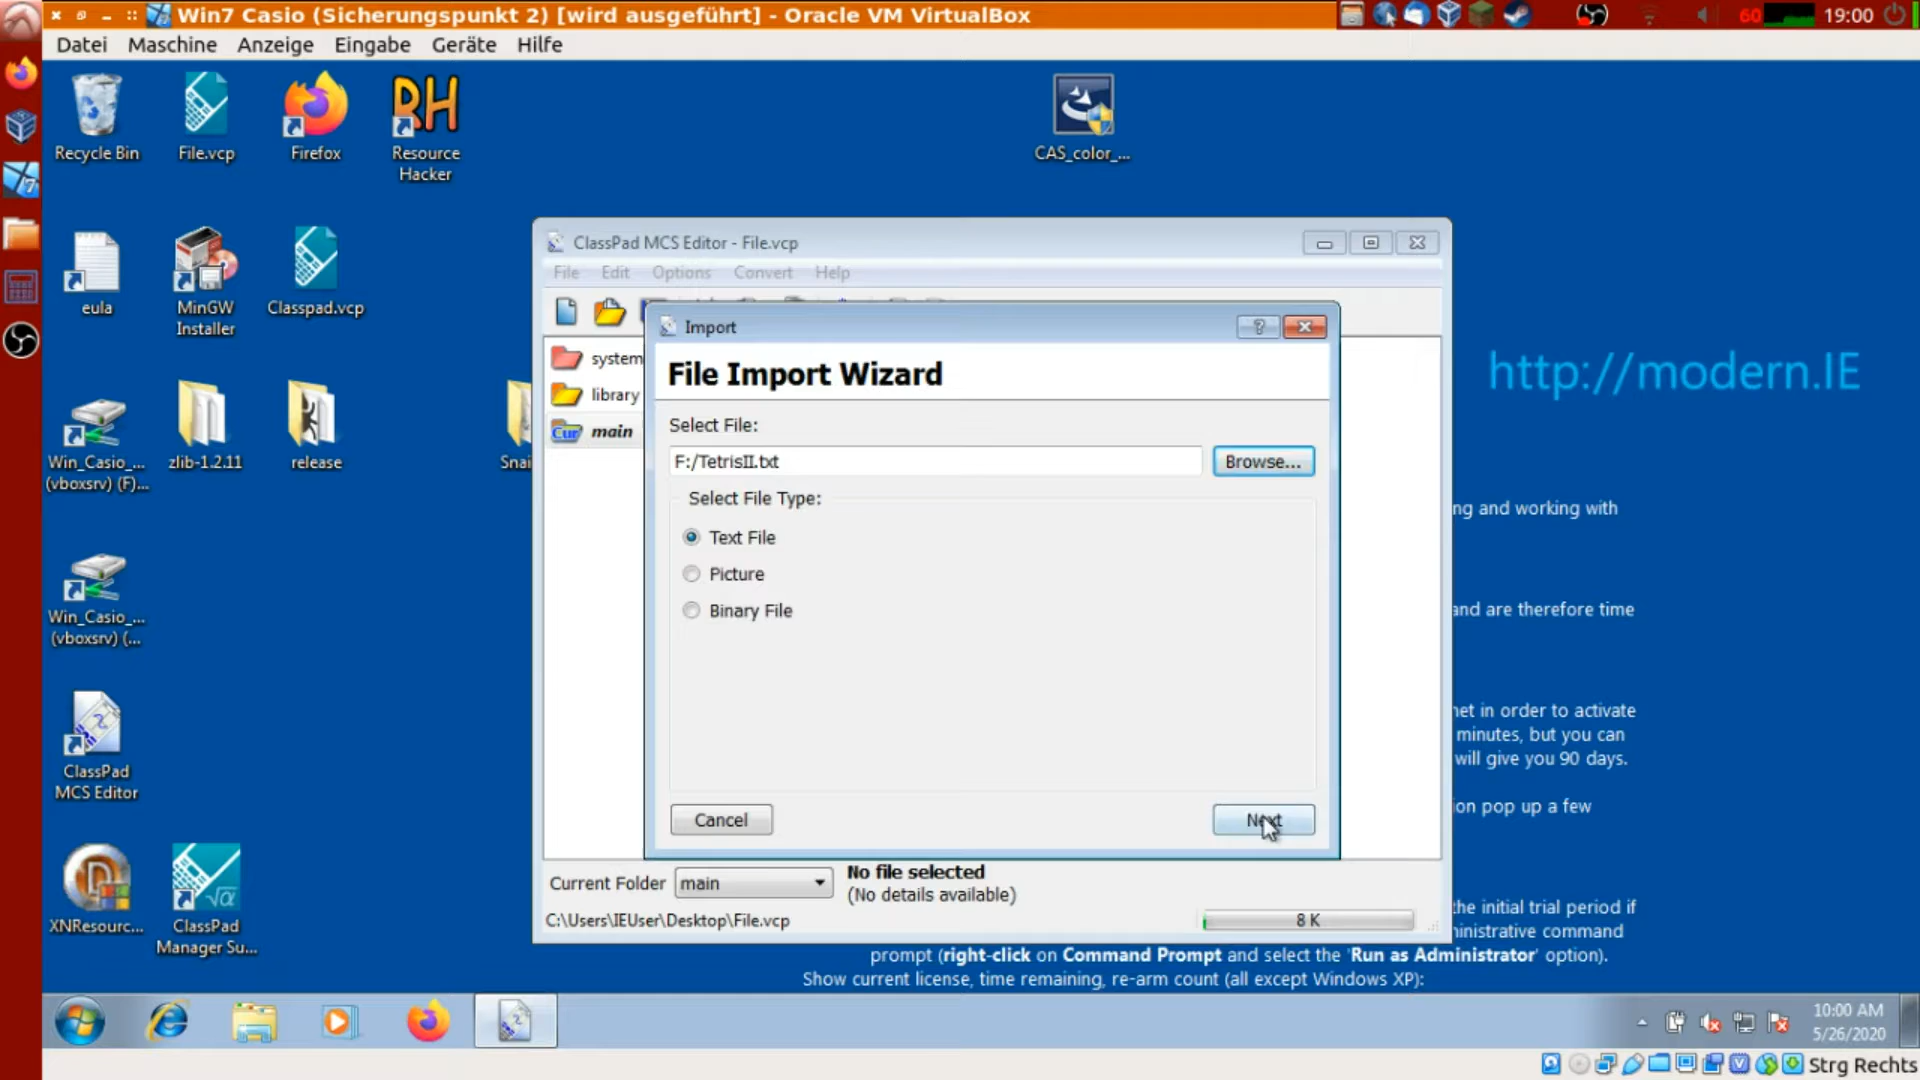 Win7 Casio (Sicherungspunkt 2) [wird ausgeführt] - Oracle VM VirtualBox
60
19:00
Datei Maschine Anzeige Eingabe Geräte Hilfe
Recycle Bin
File.vcp
Firefox
RH
Resource
Hacker
CAS_color_...
eula
MinGW
Installer
Classpad.vcp
Win_Casio_...
(vboxsrv) (F)...
zlib-1.2.11
release
Snai
Win_Casio_...
(vboxsrv) (...
ClassPad
MCS Editor
XNResourc...
ClassPad
Manager Su...
ClassPad MCS Editor - File.vcp
File Edit Options Convert Help
system
library
Cur main
Import
File Import Wizard
Select File:
F:/TetrisII.txt
Browse...
Select File Type:
Text File
Picture
Binary File
Cancel
Next
Current Folder main
No file selected
(No details available)
C:\Users\IEUser\Desktop\File.vcp
8 K
http://modern.IE
ng and working with
and are therefore time
net in order to activate
minutes, but you can
will give you 90 days.
ion pop up a few
the initial trial period if
ministrative command
prompt (right-click on Command Prompt and select the 'Run as Administrator' option).
Show current license, time remaining, re-arm count (all except Windows XP):
10:00 AM
5/26/2020
Strg Rechts